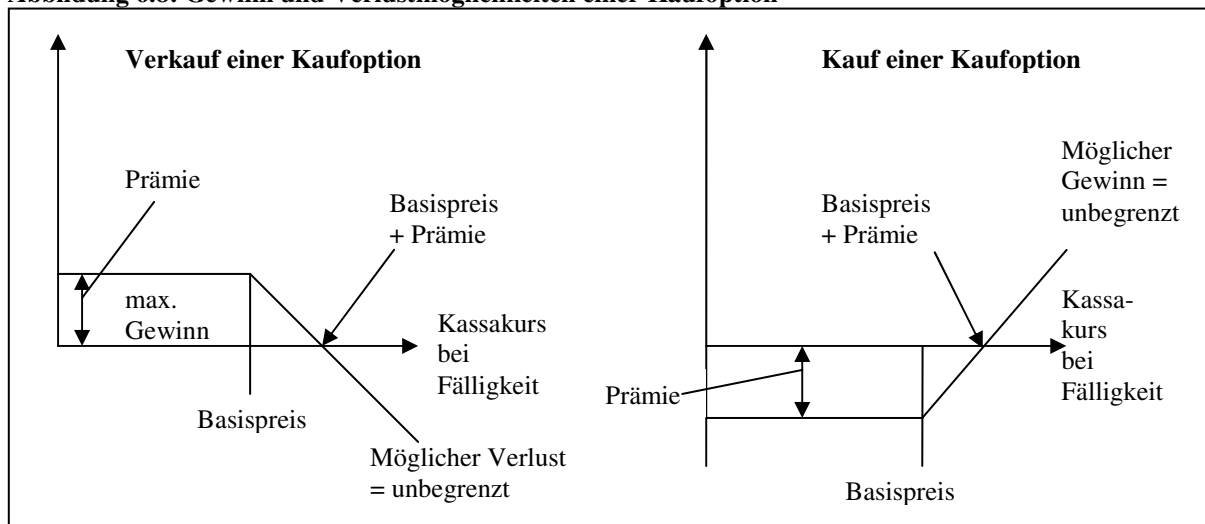 Abbildung 6.8: Gewinn und Verlustmöglichkeiten einer Kaufoption
Verkauf einer Kaufoption
Prämie
Basispreis
+ Prämie
max.
Gewinn
Kassakurs
bei
Fälligkeit
Basispreis
Möglicher Verlust
= unbegrenzt
Kauf einer Kaufoption
Möglicher
Gewinn =
unbegrenzt
Basispreis
+ Prämie
Kassa-
kurs
bei
Fälligkeit
Prämie
Basispreis